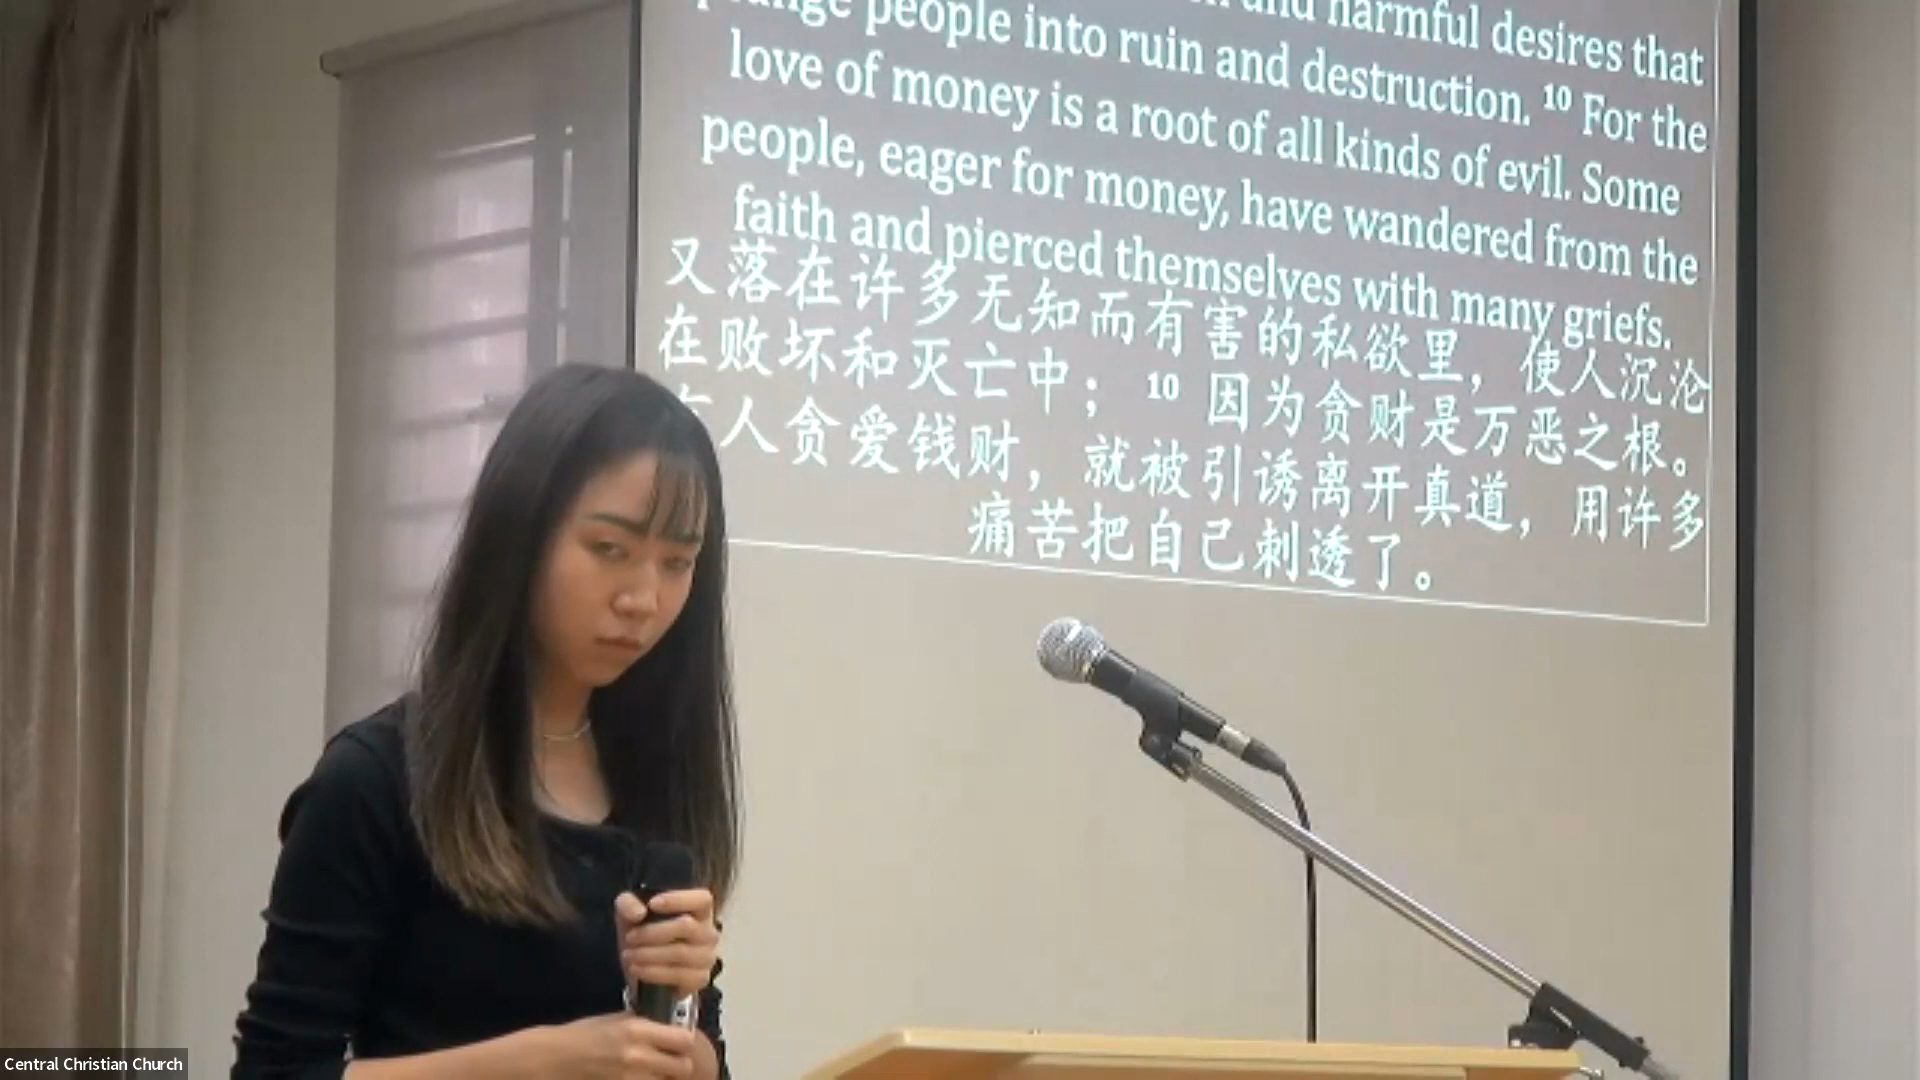 and harmful desires that
people into ruin and destruction. ¹⁰ For the
love of money is a root of all kinds of evil. Some
people, eager for money, have wandered from the
faith and pierced themselves with many griefs.
又落在许多无知而有害的私欲里，使人沉沦
在败坏和灭亡中；¹⁰ 因为贪财是万恶之根。
人贪爱钱财，就被引诱离开真道，用许多
痛苦把自己刺透了。
Central Christian Church